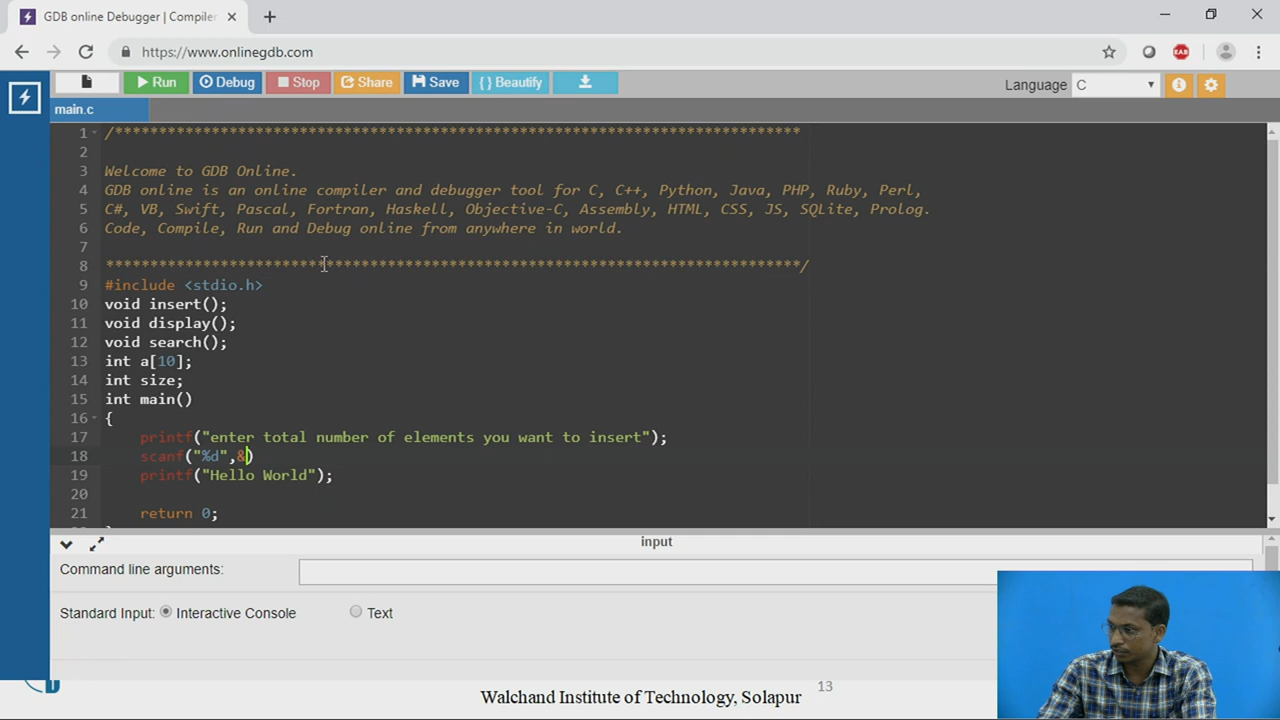 GDB online Debugger | Compiler
https://www.onlinegdb.com
EAB
Run Debug Stop Share Save { } Beautify Language C
main.c
1 /******************************************************************************
2
3 Welcome to GDB Online.
4 GDB online is an online compiler and debugger tool for C, C++, Python, Java, PHP, Ruby, Perl,
5 C#, VB, Swift, Pascal, Fortran, Haskell, Objective-C, Assembly, HTML, CSS, JS, SQLite, Prolog.
6 Code, Compile, Run and Debug online from anywhere in world.
7
8 *******************************************************************************/
9 #include <stdio.h>
10 void insert();
11 void display();
12 void search();
13 int a[10];
14 int size;
15 int main()
16 {
17 printf("enter total number of elements you want to insert");
18 scanf("%d",&)
19 printf("Hello World");
20
21 return 0;
input
Command line arguments:
Standard Input: Interactive Console Text
13
Walchand Institute of Technology, Solapur